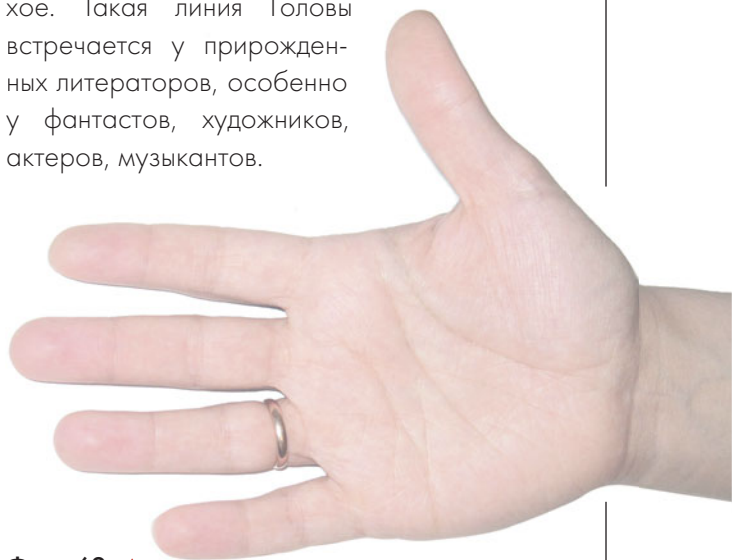 хое. Такая линия Головы
встречается у прирожден-
ных литераторов, особенно
у фантастов, художников,
актеров, музыкантов.